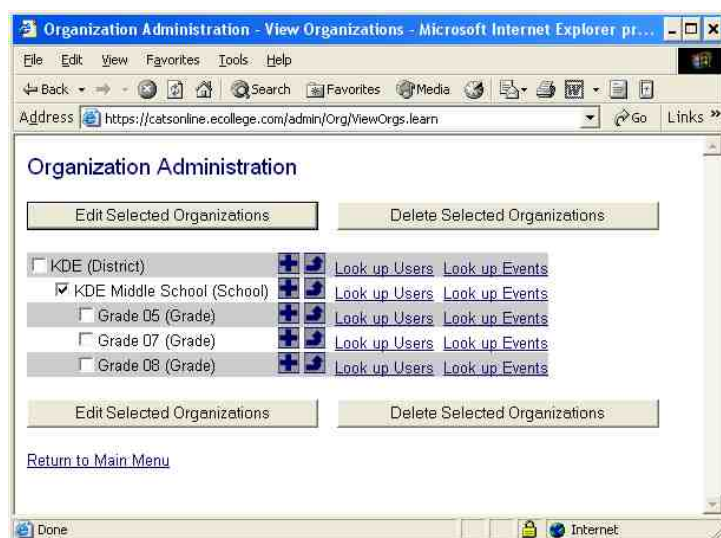 Organization Administration - View Organizations - Microsoft Internet Explorer pr...
File Edit View Favorites Tools Help
Back Search Favorites Media
Address https://catsonline.ecollege.com/admin/Org/ViewOrgs.learn Go Links »
Organization Administration
Edit Selected Organizations Delete Selected Organizations
KDE (District) Look up Users Look up Events
KDE Middle School (School) Look up Users Look up Events
Grade 05 (Grade) Look up Users Look up Events
Grade 07 (Grade) Look up Users Look up Events
Grade 08 (Grade) Look up Users Look up Events
Edit Selected Organizations Delete Selected Organizations
Return to Main Menu
Done Internet